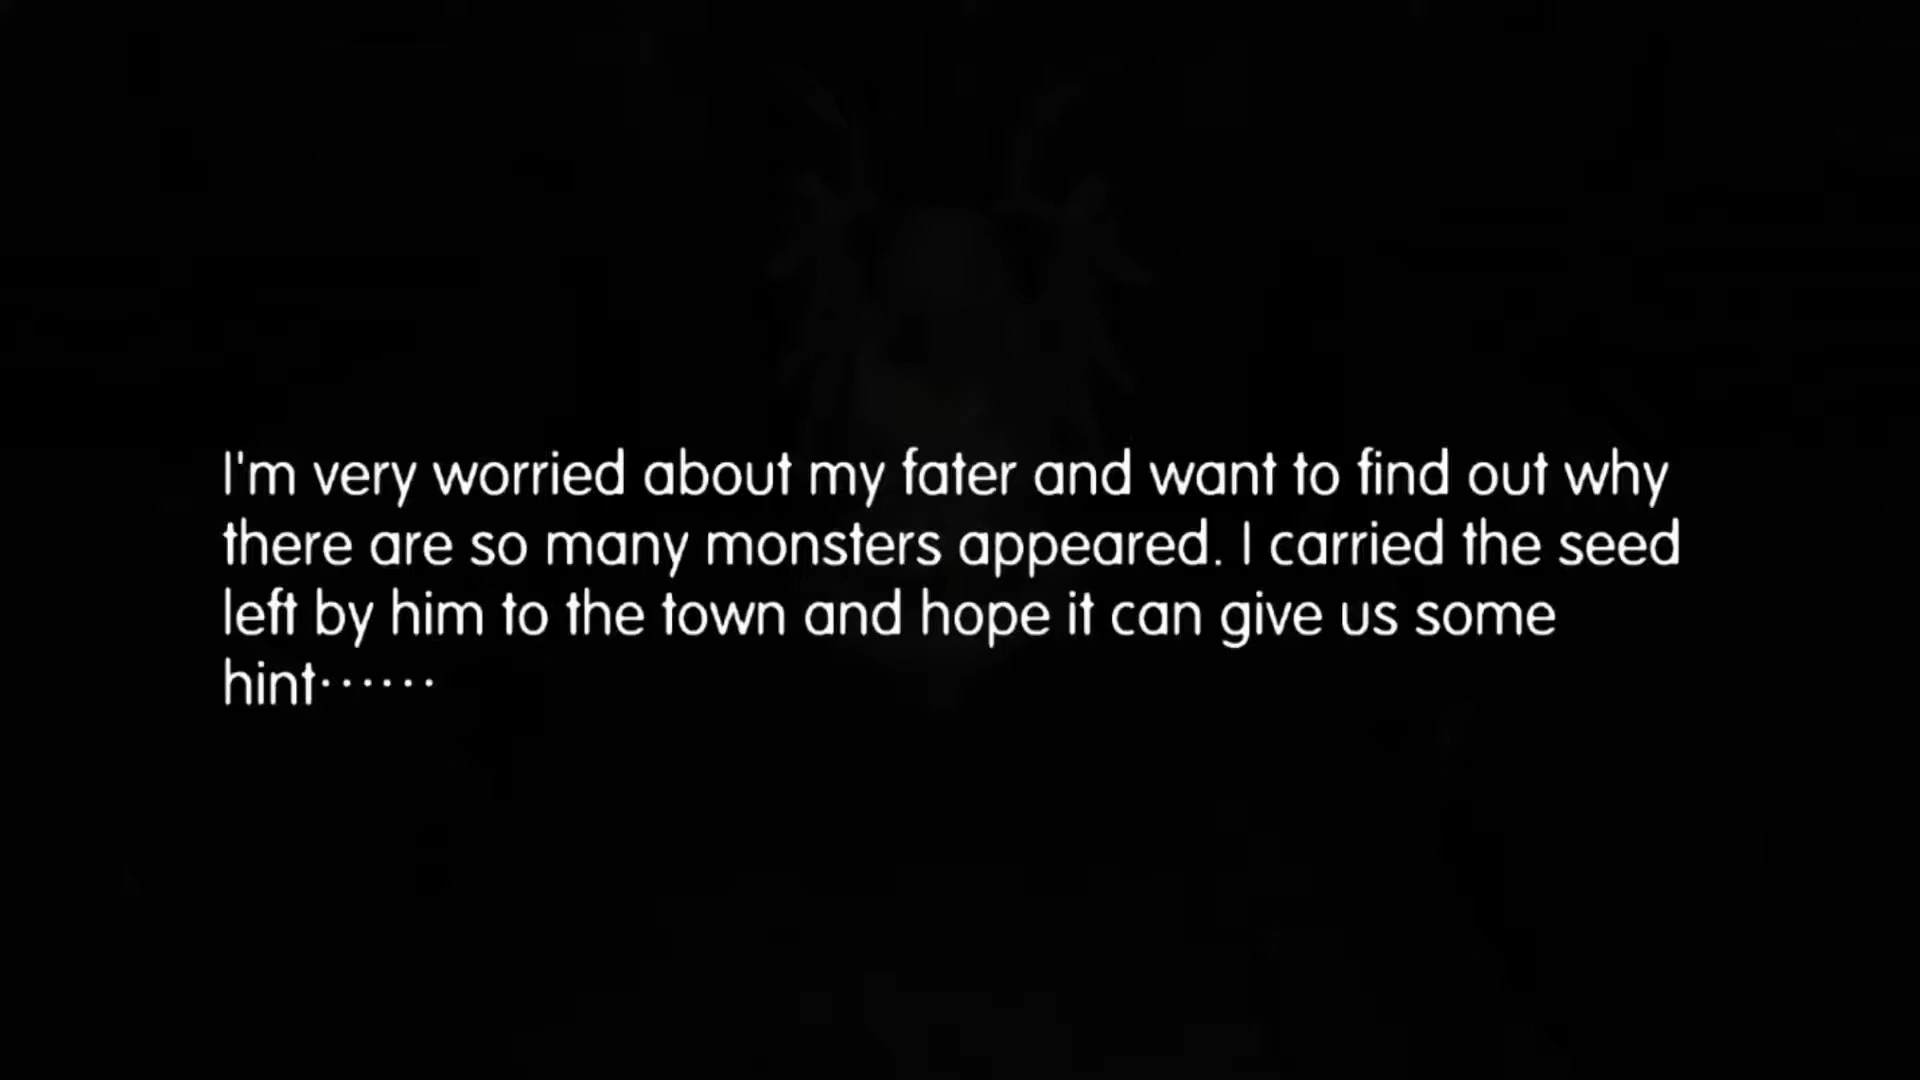 I'm very worried about my fater and want to find out why
there are so many monsters appeared. I carried the seed
left by him to the town and hope it can give us some
hint······